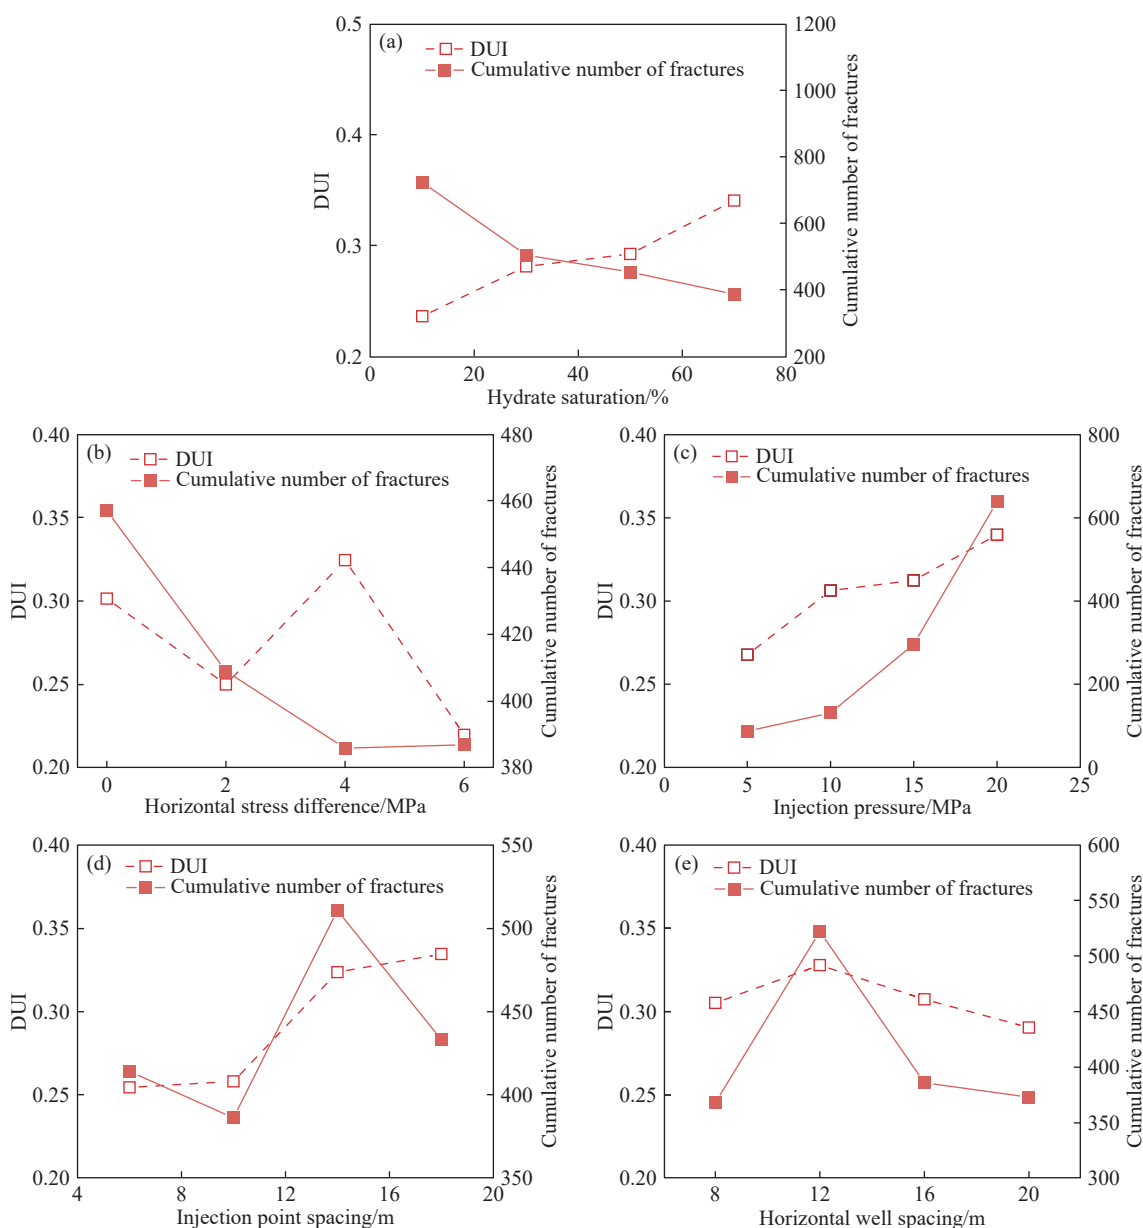 (a)
DUI
Cumulative number of fractures
0.5
0.4
0.3
0.2
DUI
1200
1000
800
600
400
200
Cumulative number of fractures
0 20 40 60 80
Hydrate saturation/%
(b)
DUI
Cumulative number of fractures
0.40
0.35
0.30
0.25
0.20
DUI
480
460
440
420
400
380
Cumulative number of fractures
0 2 4 6
Horizontal stress difference/MPa
(c)
DUI
Cumulative number of fractures
0.40
0.35
0.30
0.25
0.20
DUI
800
600
400
200
0
Cumulative number of fractures
0 5 10 15 20 25
Injection pressure/MPa
(d)
DUI
Cumulative number of fractures
0.40
0.35
0.30
0.25
0.20
DUI
550
500
450
400
350
Cumulative number of fractures
4 8 12 16 20
Injection point spacing/m
(e)
DUI
Cumulative number of fractures
0.40
0.35
0.30
0.25
0.20
DUI
600
550
500
450
400
350
300
Cumulative number of fractures
8 12 16 20
Horizontal well spacing/m